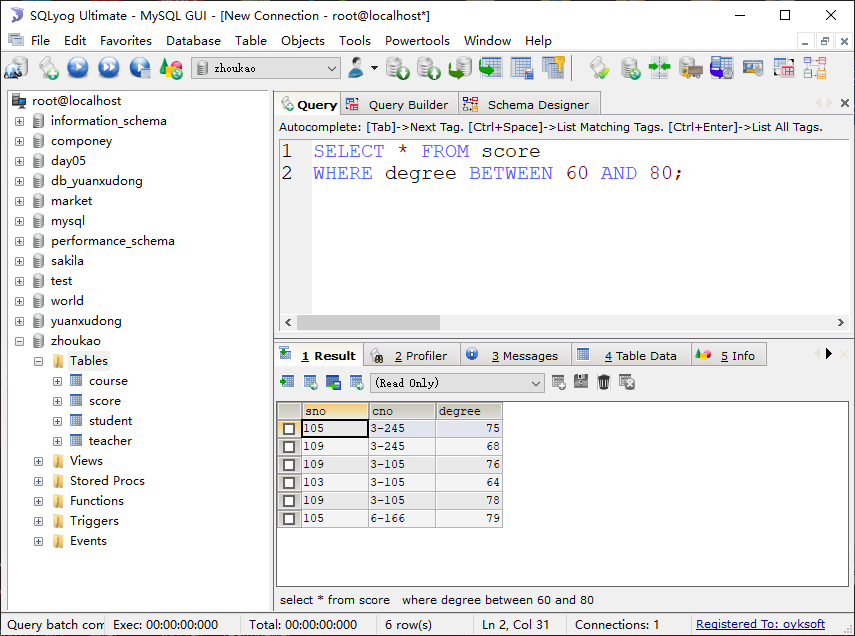 SQLyog Ultimate - MySQL GUI - [New Connection - root@localhost*]
File Edit Favorites Database Table Objects Tools Powertools Window Help
zhoukao
root@localhost
information_schema
componey
day05
db_yuanxudong
market
mysql
performance_schema
sakila
test
world
yuanxudong
zhoukao
Tables
course
score
student
teacher
Views
Stored Procs
Functions
Triggers
Events
Query Query Builder Schema Designer
Autocomplete: [Tab]->Next Tag. [Ctrl+Space]->List Matching Tags. [Ctrl+Enter]->List All Tags.
1 SELECT * FROM score
2 WHERE degree BETWEEN 60 AND 80;
1 Result 2 Profiler 3 Messages 4 Table Data 5 Info
(Read Only)
sno cno degree
105 3-245 75
109 3-245 68
109 3-105 76
103 3-105 64
109 3-105 78
105 6-166 79
select * from score where degree between 60 and 80
Query batch com Exec: 00:00:00:000 Total: 00:00:00:000 6 row(s) Ln 2, Col 31 Connections: 1 Registered To: oyksoft